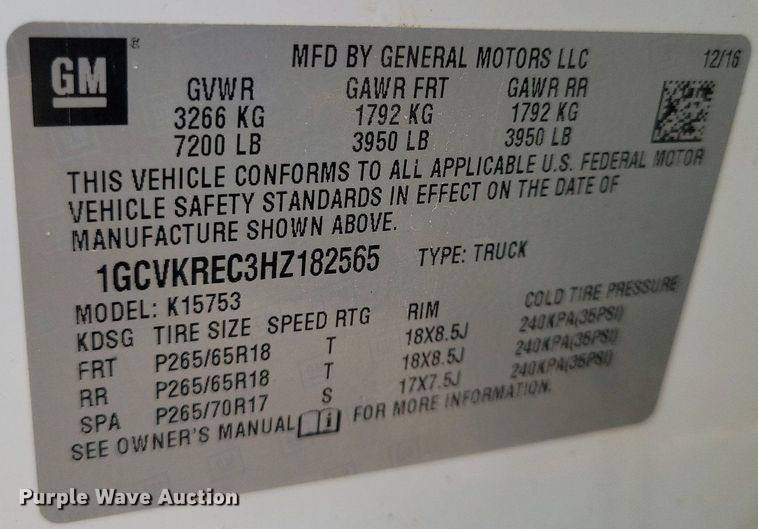 GM ®
MFD BY GENERAL MOTORS LLC 12/16
GVWR GAWR FRT GAWR RR
3266 KG 1792 KG 1792 KG
7200 LB 3950 LB 3950 LB
THIS VEHICLE CONFORMS TO ALL APPLICABLE U.S. FEDERAL MOTOR
VEHICLE SAFETY STANDARDS IN EFFECT ON THE DATE OF
MANUFACTURE SHOWN ABOVE.
1GCVKREC3HZ182565 TYPE: TRUCK
MODEL: K15753
KDSG TIRE SIZE SPEED RTG RIM COLD TIRE PRESSURE
FRT P265/65R18 T 18X8.5J 240KPA(35PSI)
RR P265/65R18 T 18X8.5J 240KPA(35PSI)
SPA P265/70R17 S 17X7.5J 240KPA(35PSI)
SEE OWNER'S MANUAL i FOR MORE INFORMATION.
Purple Wave Auction